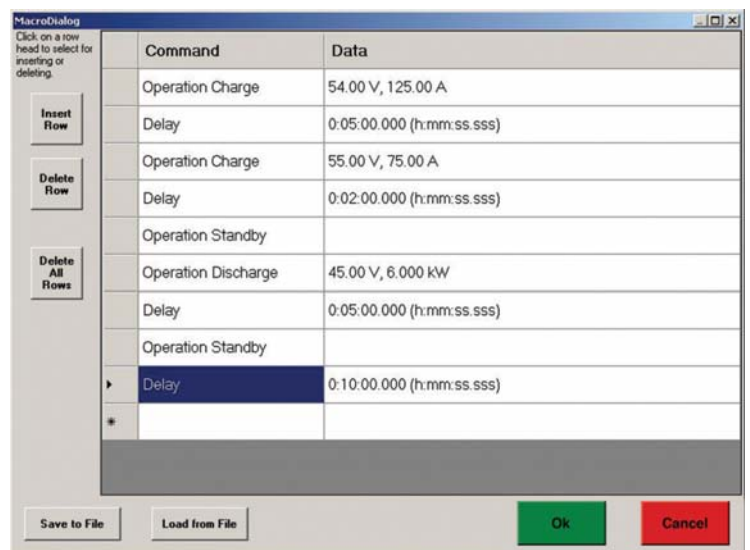 MacroDialog
Click on a row
head to select for
inserting or
deleting.
Insert
Row
Delete
Row
Delete
All
Rows
Command Data
Operation Charge 54.00 V, 125.00 A
Delay 0:05:00.000 (h:mm:ss.sss)
Operation Charge 55.00 V, 75.00 A
Delay 0:02:00.000 (h:mm:ss.sss)
Operation Standby
Operation Discharge 45.00 V, 6.000 kW
Delay 0:05:00.000 (h:mm:ss.sss)
Operation Standby
Delay 0:10:00.000 (h:mm:ss.sss)
Save to File Load from File Ok Cancel